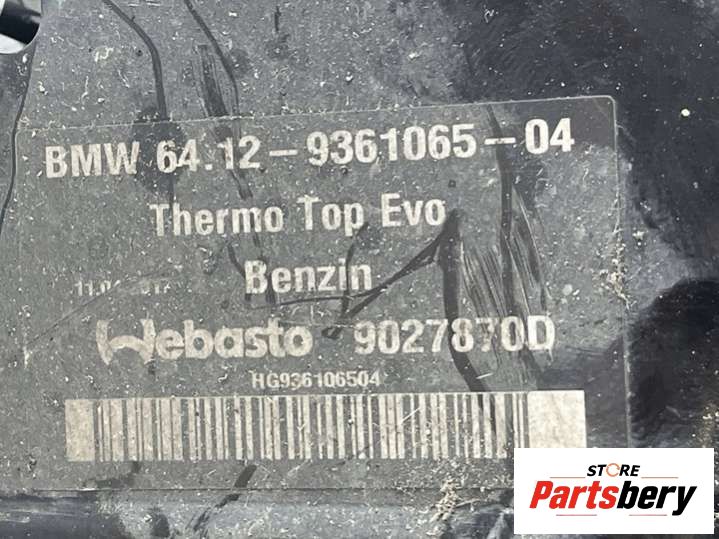 BMW 64.12-9361065-04
Thermo Top Evo
Benzin
Webasto 9027870D
HG936106504
STORE
Partsbery